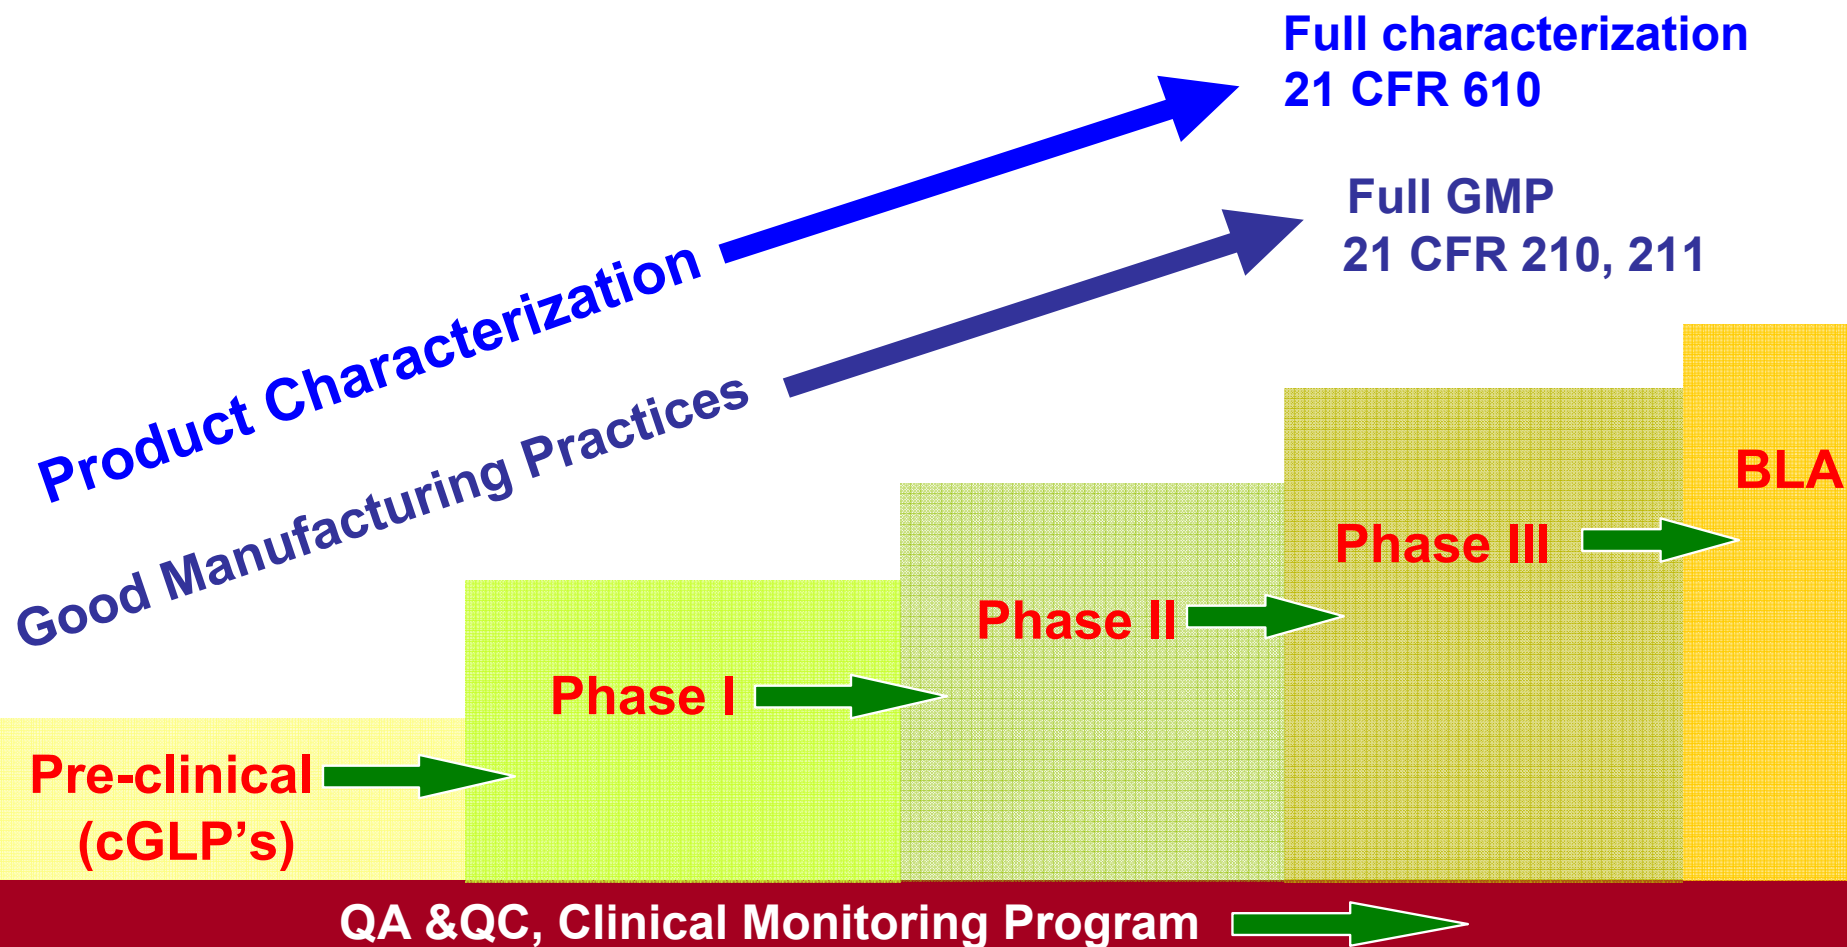 Full characterization
21 CFR 610
Full GMP
21 CFR 210, 211
Product Characterization
Good Manufacturing Practices
BLA
Phase III
Phase II
Phase I
Pre-clinical
(cGLP’s)
QA &QC, Clinical Monitoring Program